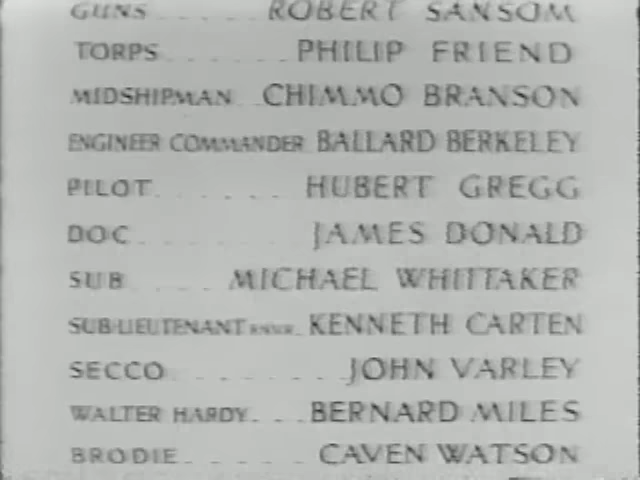 GUNS ROBERT SANSOM
TORPS PHILIP FRIEND
MIDSHIPMAN CHIMMO BRANSON
ENGINEER COMMANDER BALLARD BERKELEY
PILOT HUBERT GREGG
DOC JAMES DONALD
SUB MICHAEL WHITTAKER
SUB-LIEUTENANT R.N.V.R. KENNETH CARTEN
SECCO JOHN VARLEY
WALTER HARDY BERNARD MILES
BRODIE CAVEN WATSON